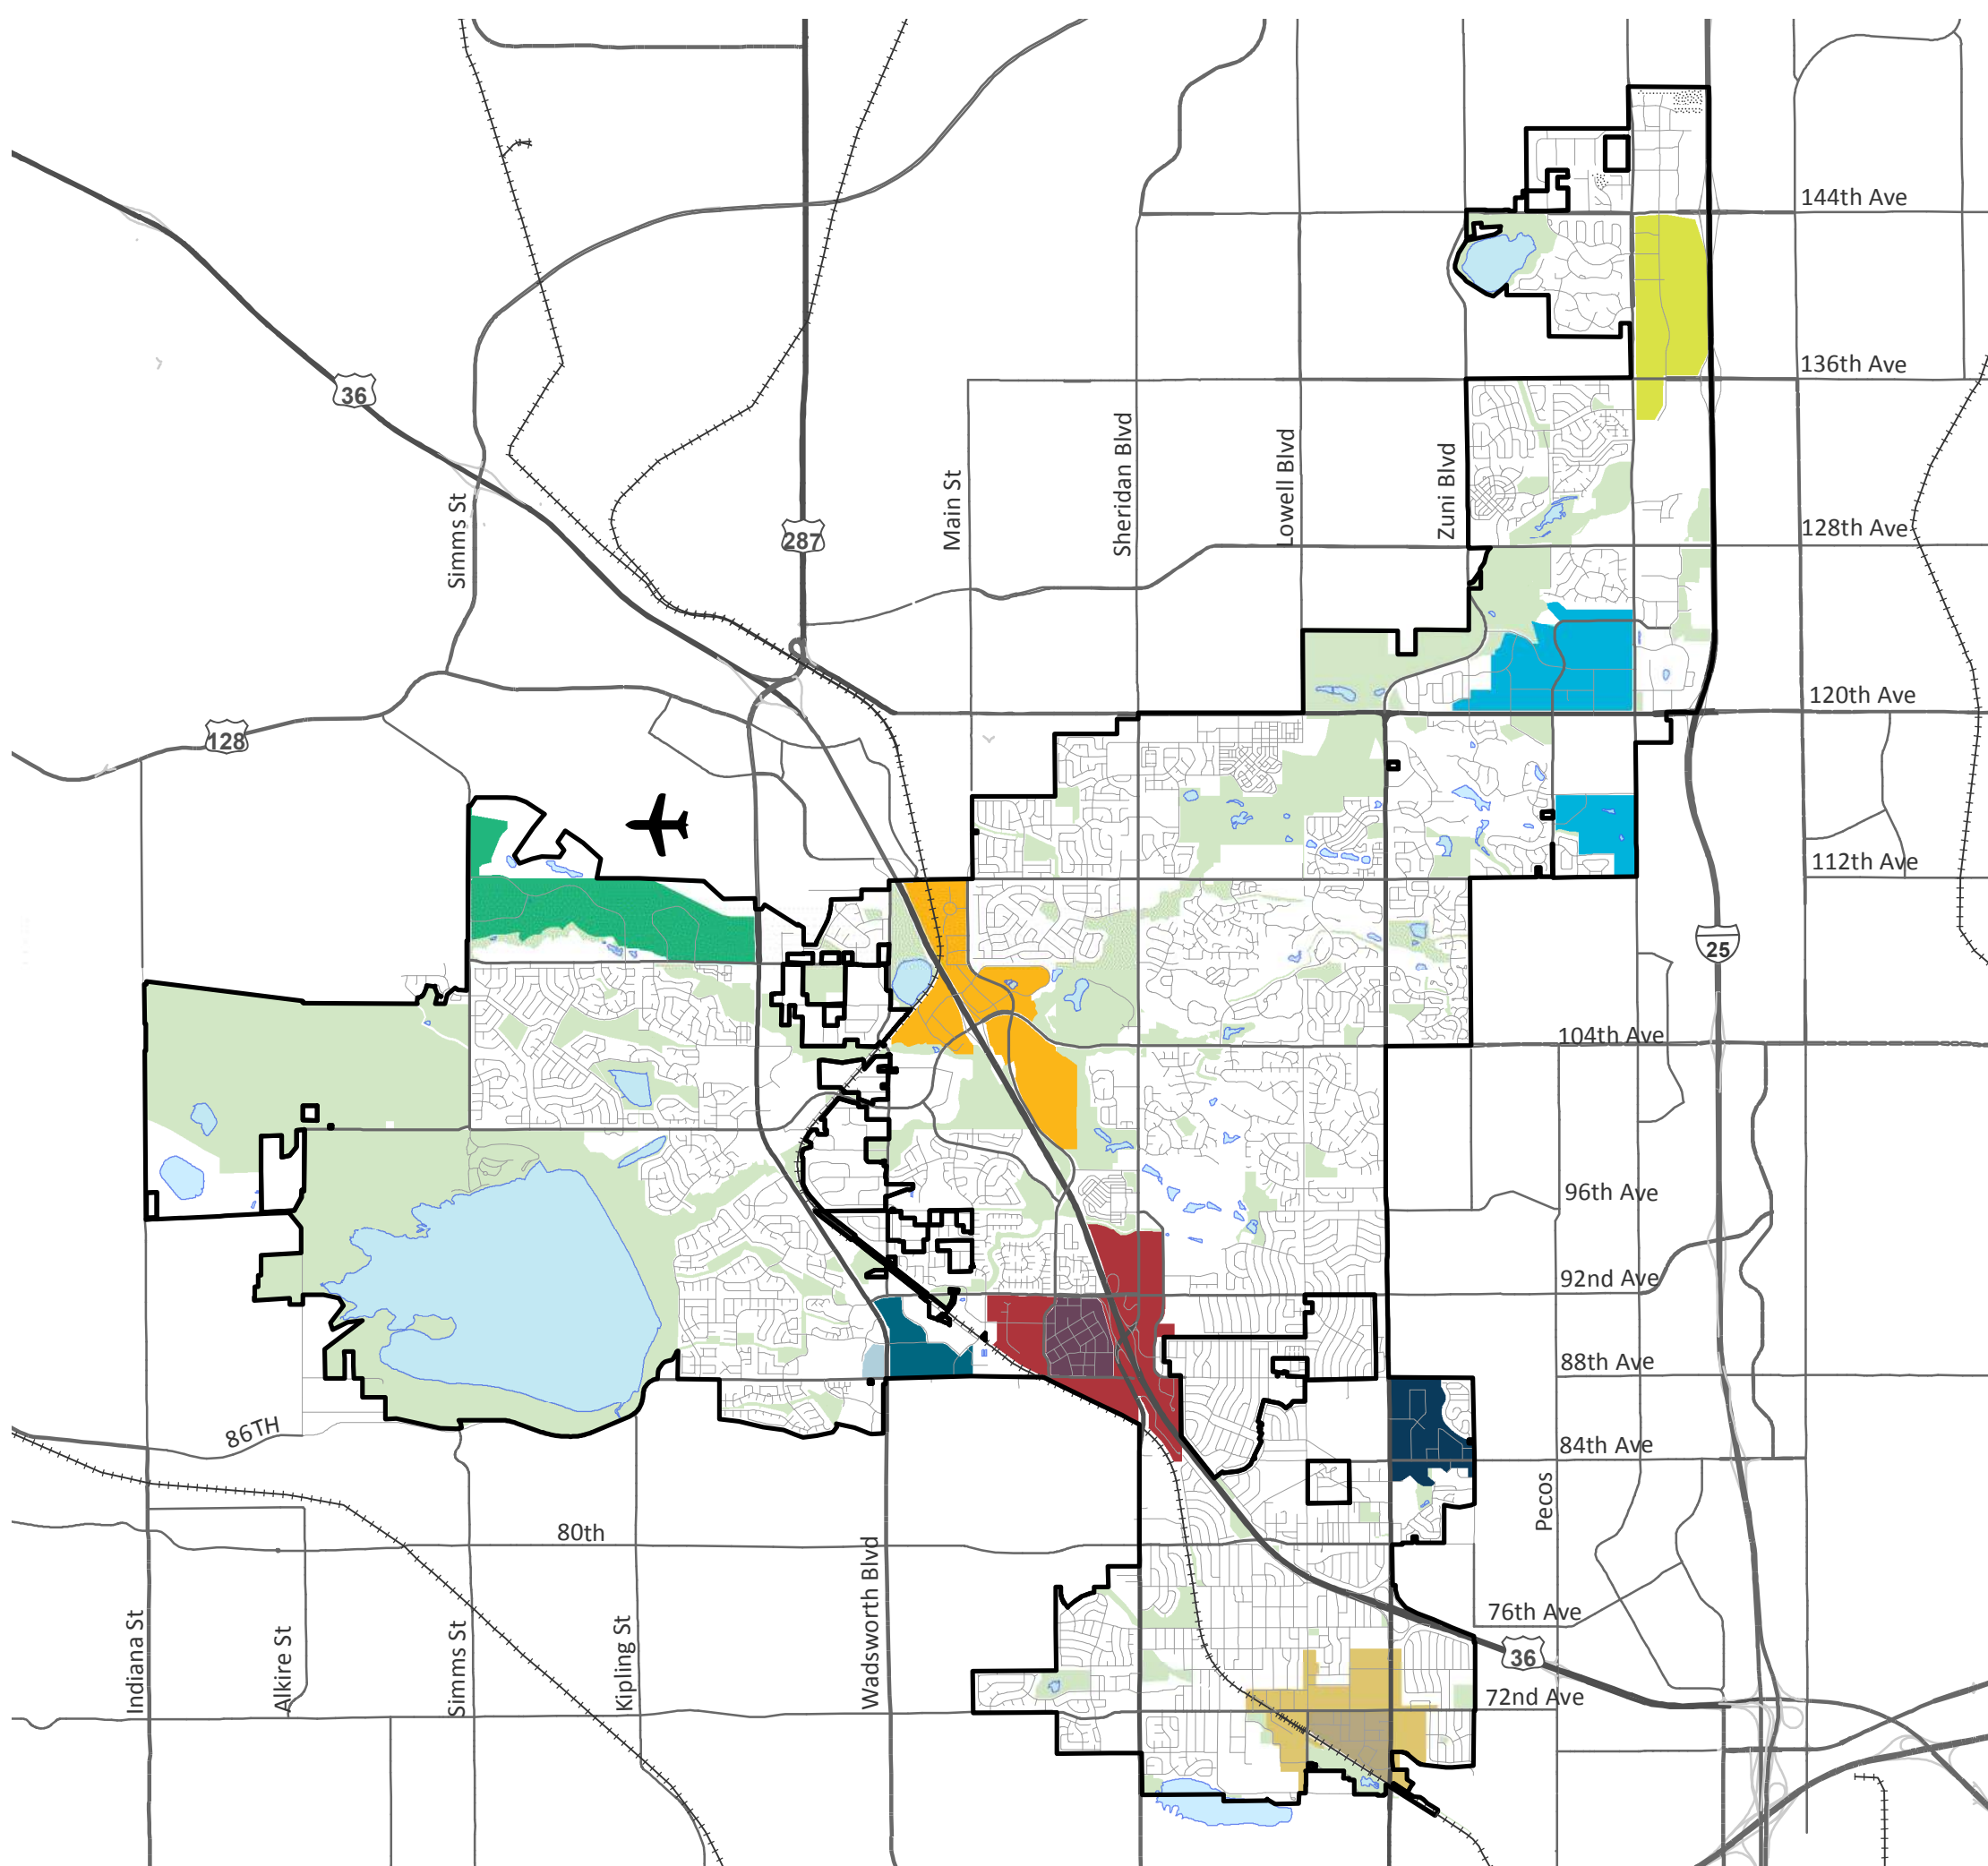 144th Ave
136th Ave
36
Sheridan Blvd
Lowell Blvd
Zuni Blvd
Main St
Simms St
287
128th Ave
120th Ave
128
112th Ave
25
104th Ave
96th Ave
92nd Ave
88th Ave
86TH
84th Ave
Pecos
80th
Wadsworth Blvd
76th Ave
Indiana St
Alkire St
Simms St
Kipling St
36
72nd Ave